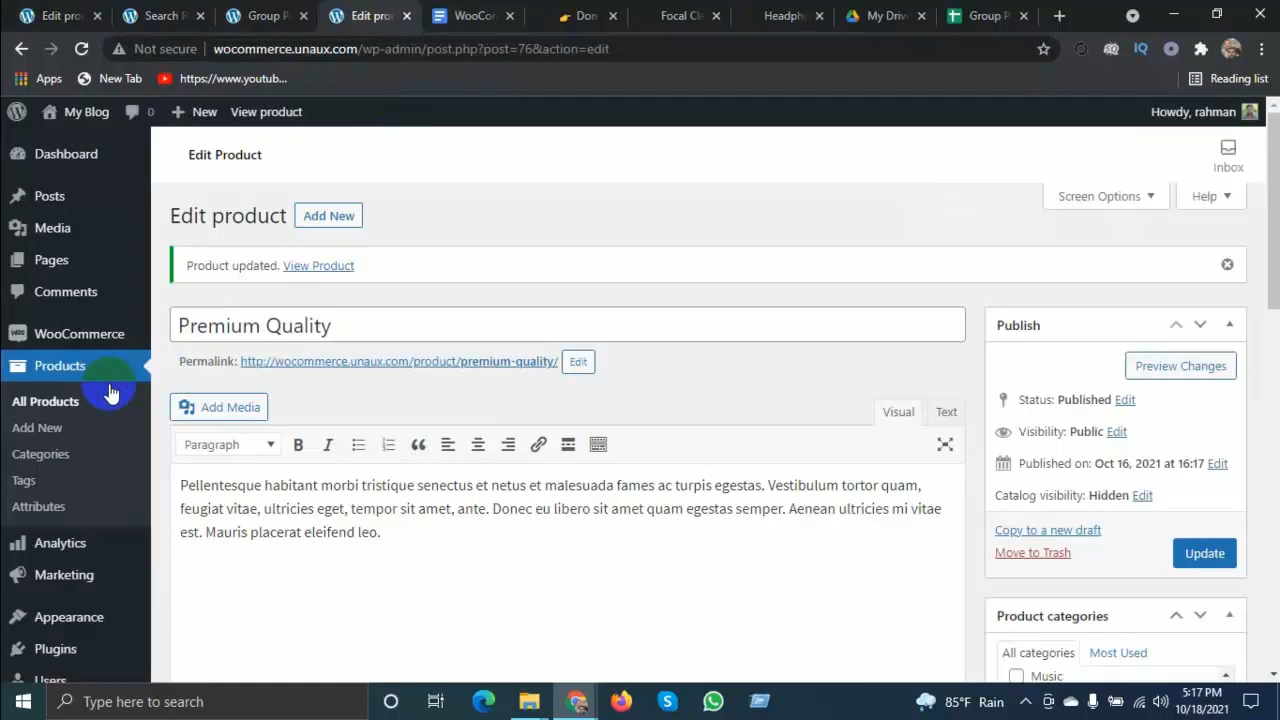 Edit pro
Search R
Group P
Edit pro
WooCom
Don
Focal Cle
Headph
My Drive
Group P
Not secure
wocommerce.unaux.com/wp-admin/post.php?post=76&action=edit
IQ
Apps
New Tab
https://www.youtub...
Reading list
My Blog
0
New
View product
Howdy, rahman
Dashboard
Posts
Media
Pages
Comments
WooCommerce
Products
All Products
Add New
Categories
Tags
Attributes
Analytics
Marketing
Appearance
Plugins
Users
Edit Product
Inbox
Screen Options
Help
Edit product
Add New
Product updated. View Product
Premium Quality
Permalink: http://wocommerce.unaux.com/product/premium-quality/
Edit
Add Media
Visual
Text
Paragraph
B
I
Pellentesque habitant morbi tristique senectus et netus et malesuada fames ac turpis egestas. Vestibulum tortor quam,
feugiat vitae, ultricies eget, tempor sit amet, ante. Donec eu libero sit amet quam egestas semper. Aenean ultricies mi vitae
est. Mauris placerat eleifend leo.
Publish
Preview Changes
Status: Published Edit
Visibility: Public Edit
Published on: Oct 16, 2021 at 16:17 Edit
Catalog visibility: Hidden Edit
Copy to a new draft
Move to Trash
Update
Product categories
All categories
Most Used
Music
Type here to search
85°F Rain
5:17 PM
10/18/2021